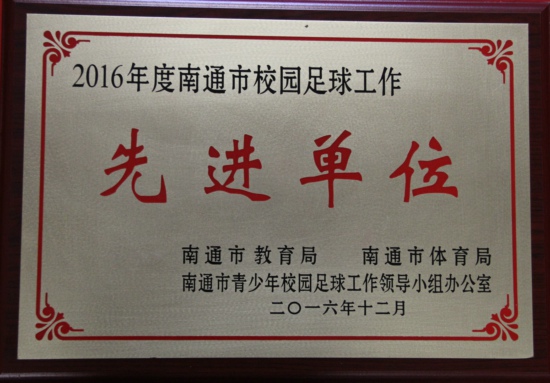 2016年度南通市校园足球工作
先进单位
南通市教育局 南通市体育局
南通市青少年校园足球工作领导小组办公室
二〇一六年十二月